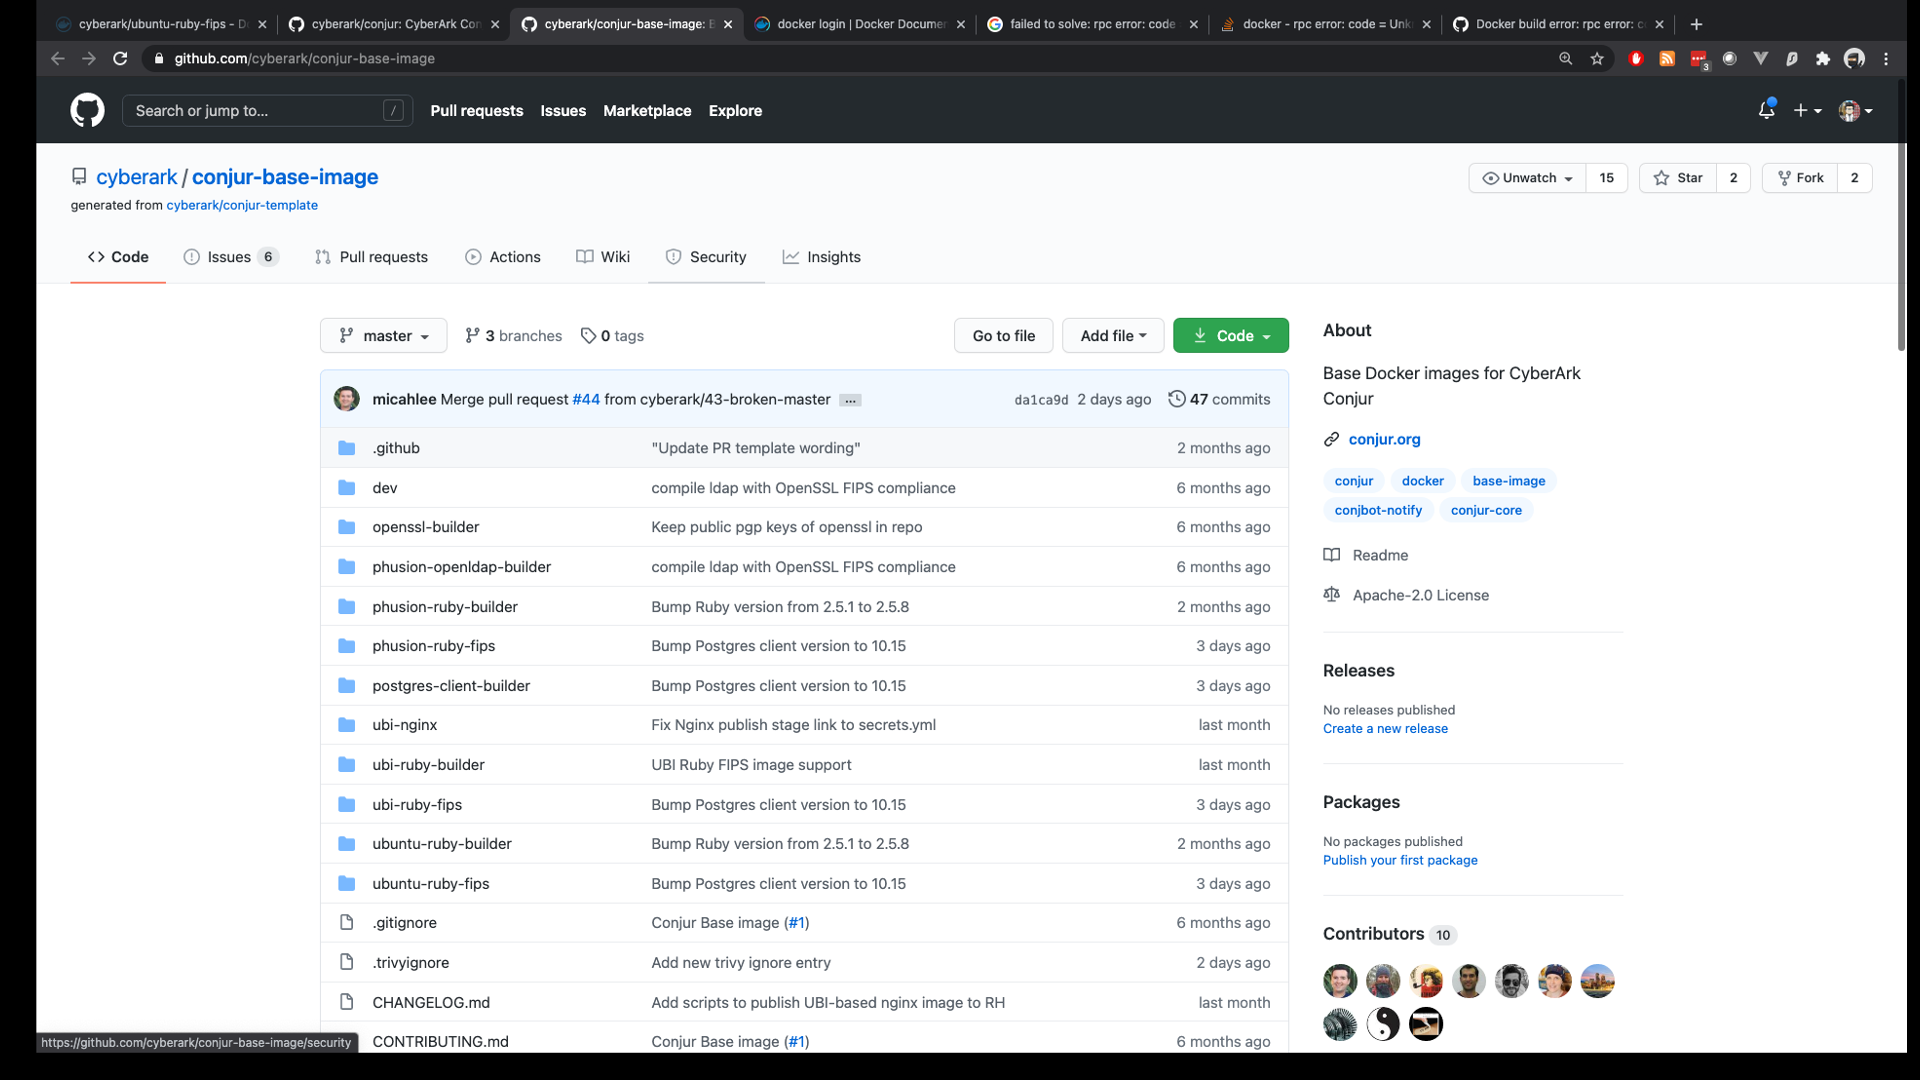 cyberark/ubuntu-ruby-fips - D
cyberark/conjur: CyberArk Con
cyberark/conjur-base-image: B
docker login | Docker Documen
failed to solve: rpc error: code
docker - rpc error: code = Unk
Docker build error: rpc error: c
github.com/cyberark/conjur-base-image
3
Search or jump to...
/
Pull requests
Issues
Marketplace
Explore
cyberark / conjur-base-image
generated from cyberark/conjur-template
Unwatch 15
Star 2
Fork 2
Code
Issues 6
Pull requests
Actions
Wiki
Security
Insights
master
3 branches
0 tags
Go to file
Add file
Code
micahlee Merge pull request #44 from cyberark/43-broken-master ... da1ca9d 2 days ago 47 commits
.github "Update PR template wording" 2 months ago
dev compile ldap with OpenSSL FIPS compliance 6 months ago
openssl-builder Keep public pgp keys of openssl in repo 6 months ago
phusion-openldap-builder compile ldap with OpenSSL FIPS compliance 6 months ago
phusion-ruby-builder Bump Ruby version from 2.5.1 to 2.5.8 2 months ago
phusion-ruby-fips Bump Postgres client version to 10.15 3 days ago
postgres-client-builder Bump Postgres client version to 10.15 3 days ago
ubi-nginx Fix Nginx publish stage link to secrets.yml last month
ubi-ruby-builder UBI Ruby FIPS image support last month
ubi-ruby-fips Bump Postgres client version to 10.15 3 days ago
ubuntu-ruby-builder Bump Ruby version from 2.5.1 to 2.5.8 2 months ago
ubuntu-ruby-fips Bump Postgres client version to 10.15 3 days ago
.gitignore Conjur Base image (#1) 6 months ago
.trivyignore Add new trivy ignore entry 2 days ago
CHANGELOG.md Add scripts to publish UBI-based nginx image to RH last month
CONTRIBUTING.md Conjur Base image (#1) 6 months ago
About
Base Docker images for CyberArk
Conjur
conjur.org
conjur docker base-image
conjbot-notify conjur-core
Readme
Apache-2.0 License
Releases
No releases published
Create a new release
Packages
No packages published
Publish your first package
Contributors 10
https://github.com/cyberark/conjur-base-image/security